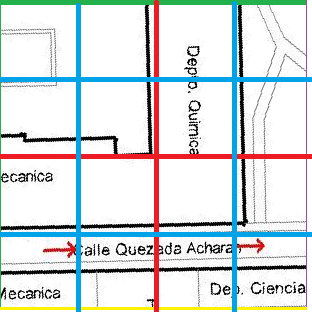 Depto. Quimica
ecanica
Calle Quezada Acharan
Mecanica
Dep. Ciencia